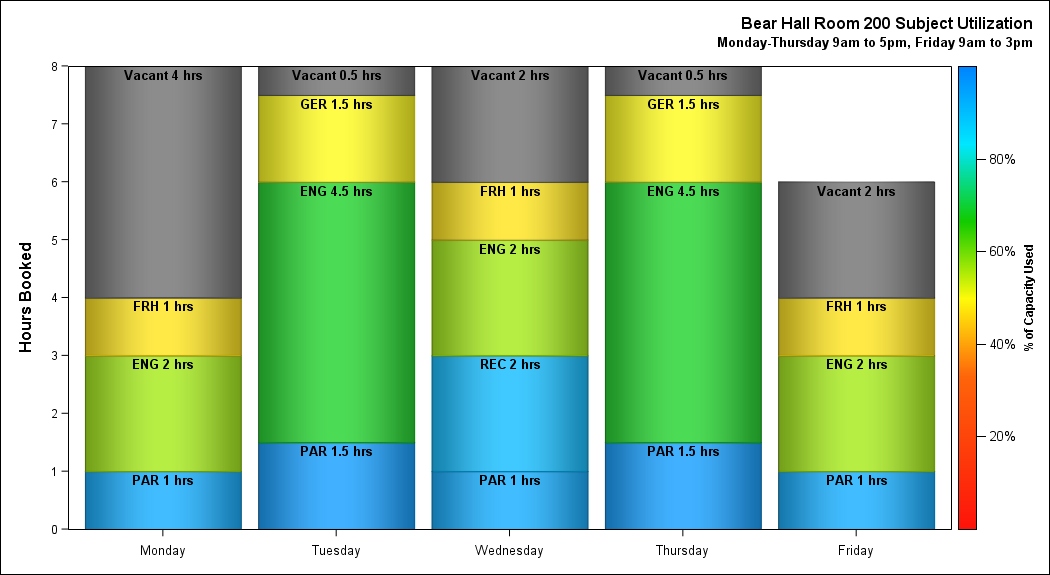 Bear Hall Room 200 Subject Utilization
Monday-Thursday 9am to 5pm, Friday 9am to 3pm
Hours Booked
8
7
6
5
4
3
2
1
0
Vacant 4 hrs
FRH 1 hrs
ENG 2 hrs
PAR 1 hrs
Vacant 0.5 hrs
GER 1.5 hrs
ENG 4.5 hrs
PAR 1.5 hrs
Vacant 2 hrs
FRH 1 hrs
ENG 2 hrs
REC 2 hrs
PAR 1 hrs
Vacant 0.5 hrs
GER 1.5 hrs
ENG 4.5 hrs
PAR 1.5 hrs
Vacant 2 hrs
FRH 1 hrs
ENG 2 hrs
PAR 1 hrs
Monday
Tuesday
Wednesday
Thursday
Friday
80%
60%
40%
20%
% of Capacity Used